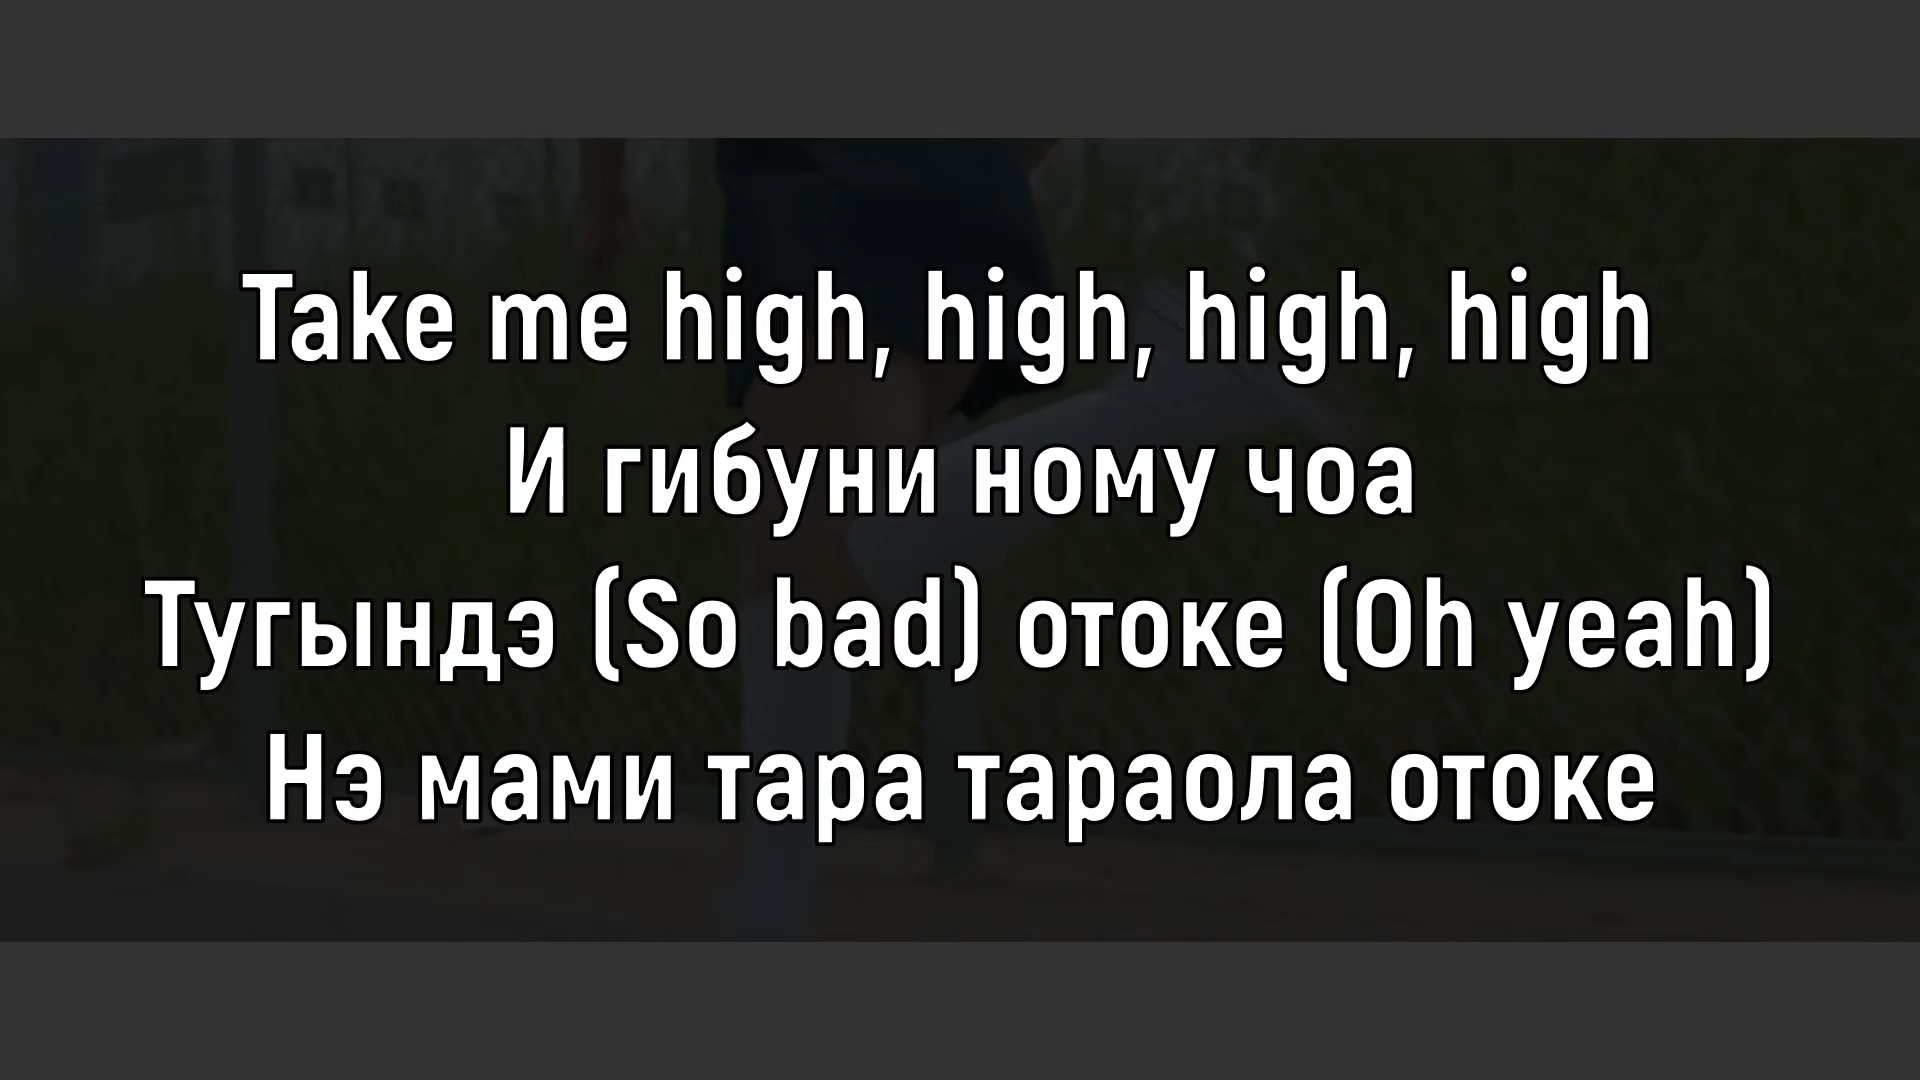 Take me high, high, high, high
И гибуни ному чоа
Тугындэ (So bad) отоке (Oh yeah)
Нэ мами тара тараола отоке